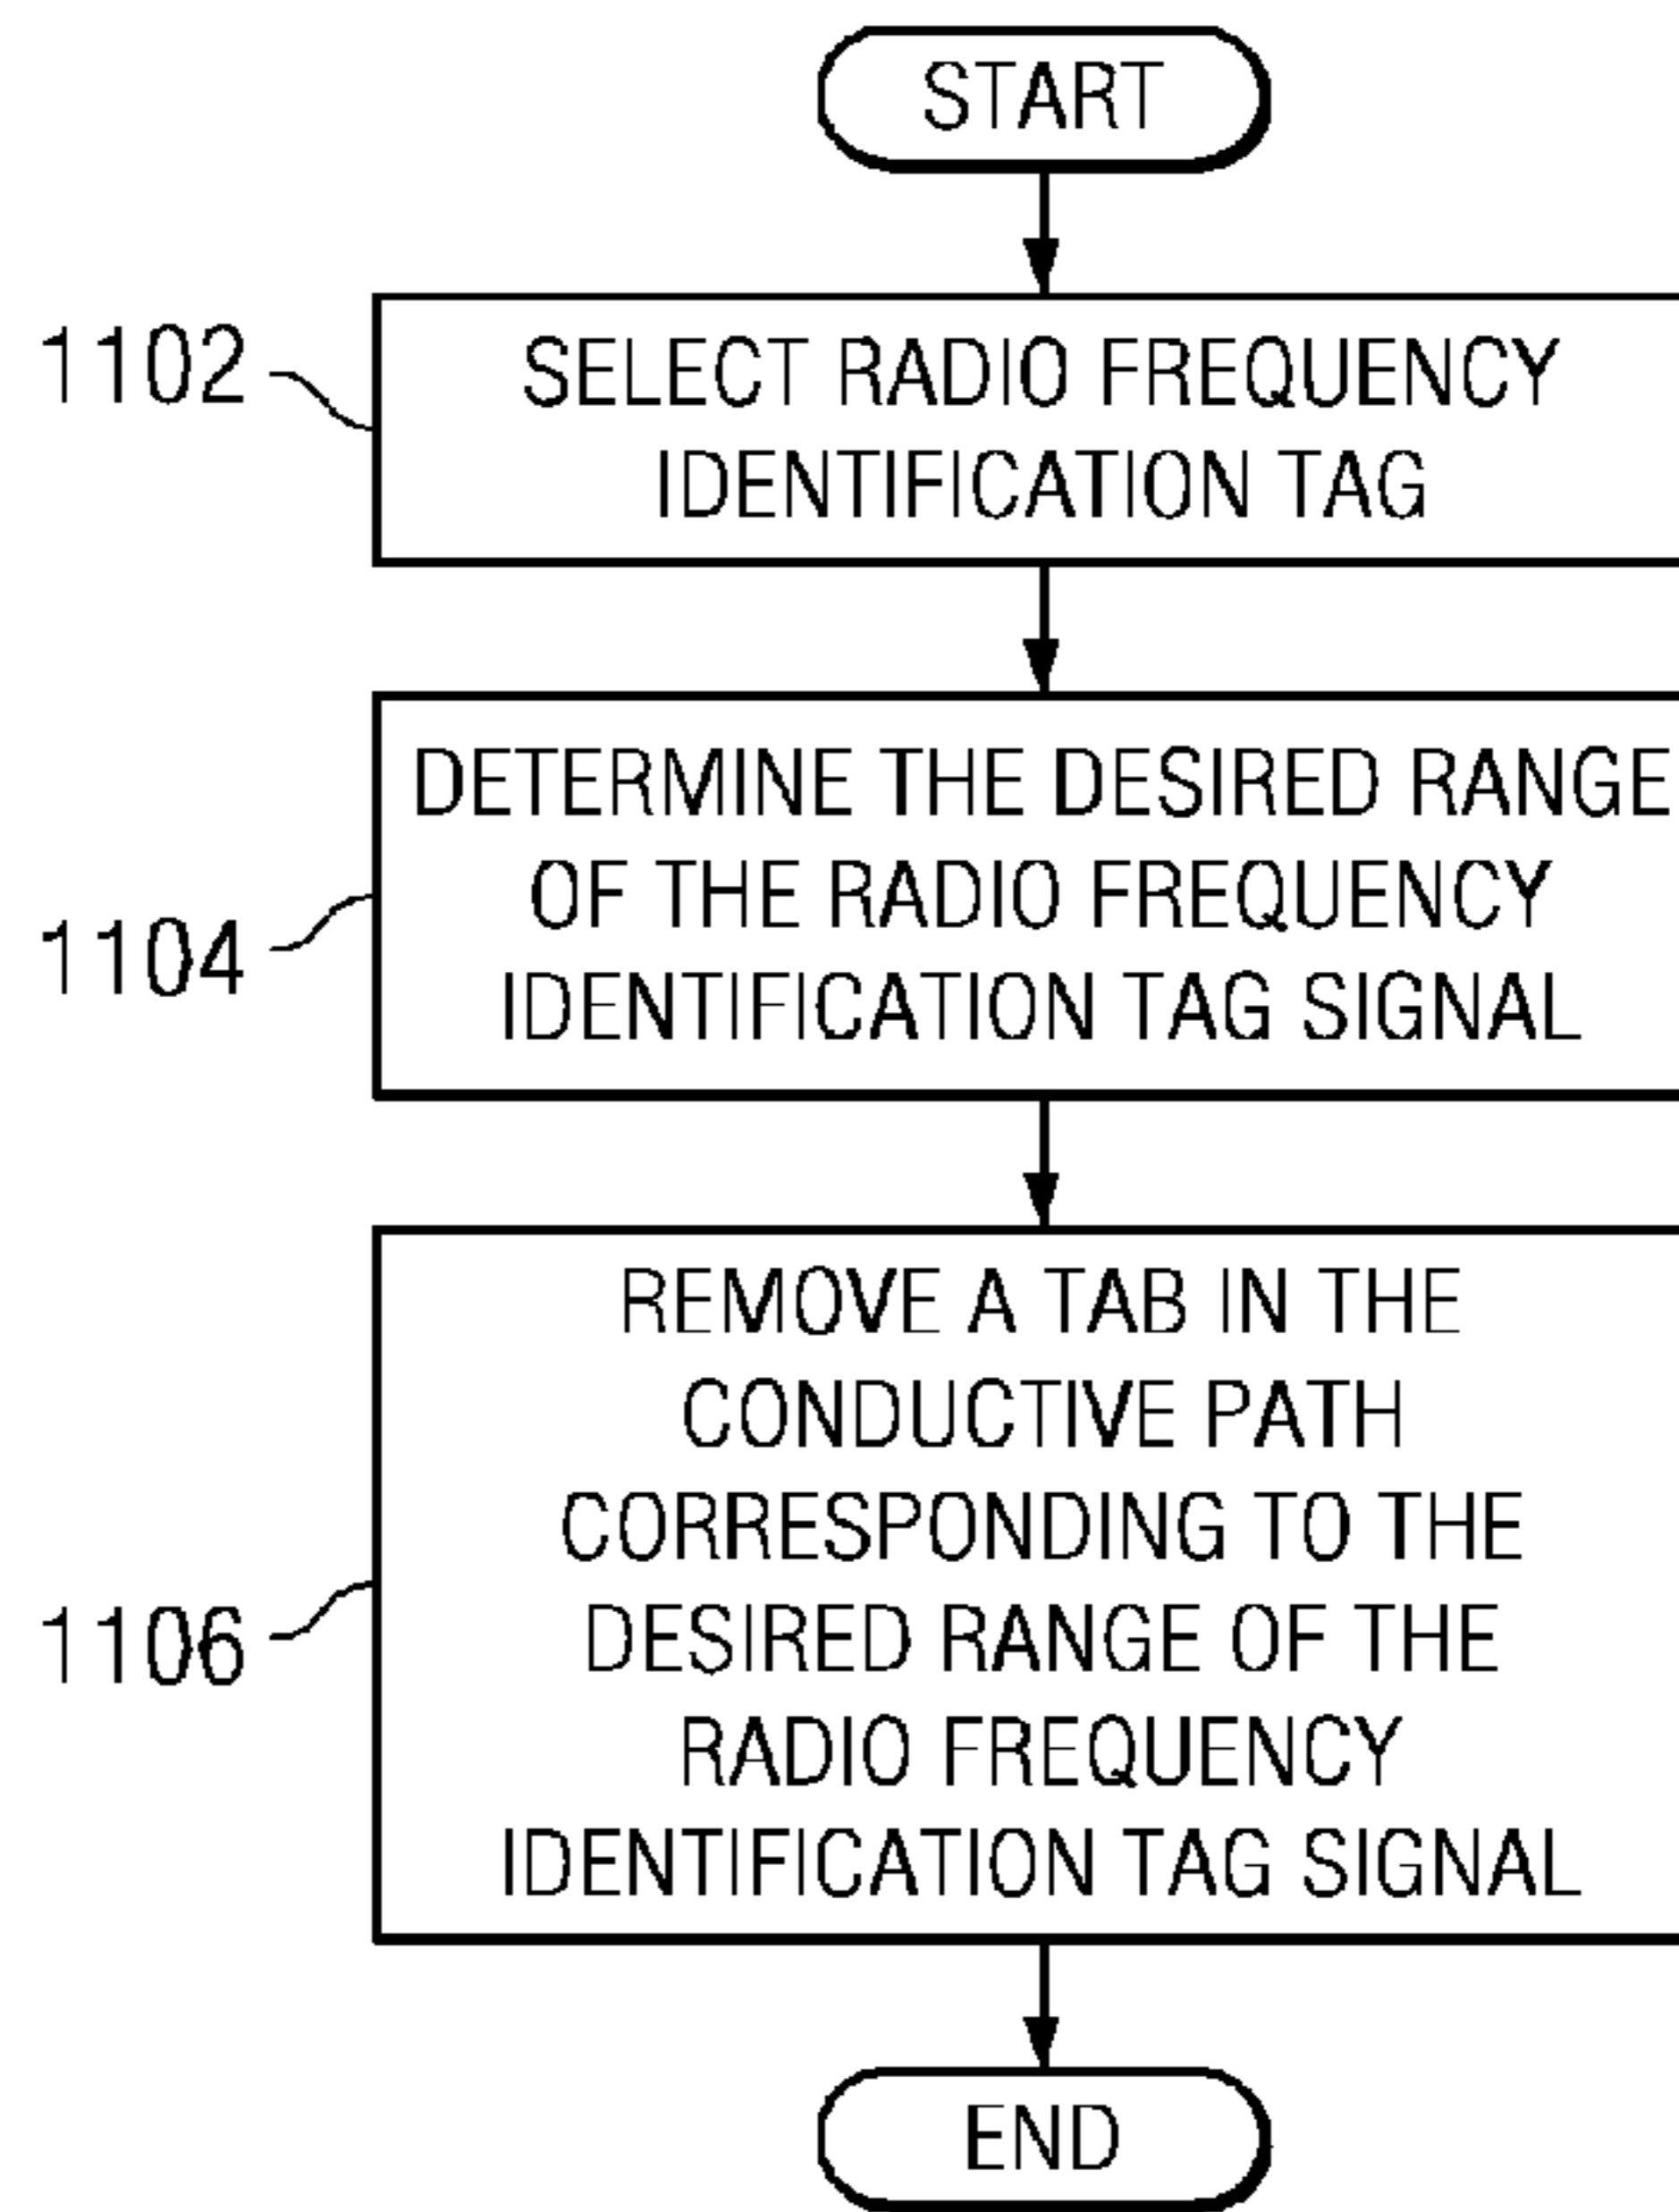 START
1102
SELECT RADIO FREQUENCY
IDENTIFICATION TAG
1104
DETERMINE THE DESIRED RANGE
OF THE RADIO FREQUENCY
IDENTIFICATION TAG SIGNAL
1106
REMOVE A TAB IN THE
CONDUCTIVE PATH
CORRESPONDING TO THE
DESIRED RANGE OF THE
RADIO FREQUENCY
IDENTIFICATION TAG SIGNAL
END